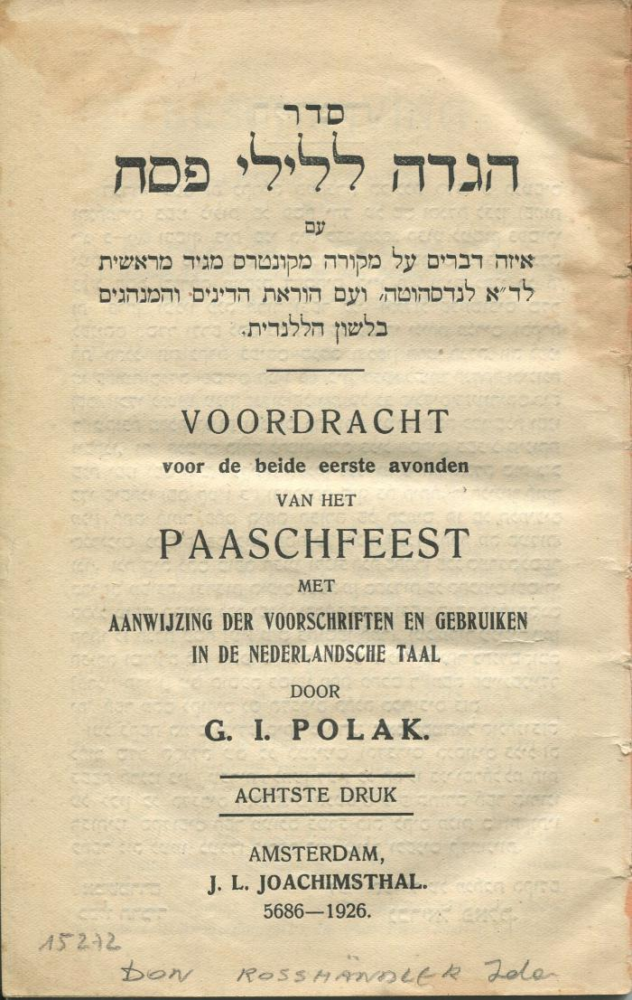 סדר
הגדה ללילי פסח
עם
איזה דברים על מקורה מקונטרס מגיד מראשית
לד״א לנדסהוטה, ועם הוראת הדינים והמנהגים
בלשון הללנדית.
VOORDRACHT
voor de beide eerste avonden
VAN HET
PAASCHFEEST
MET
AANWIJZING DER VOORSCHRIFTEN EN GEBRUIKEN
IN DE NEDERLANDSCHE TAAL
DOOR
G. I. POLAK.
ACHTSTE DRUK
AMSTERDAM,
J. L. JOACHIMSTHAL.
5686—1926.
15272
DON ROSSHÄNDLER Ida